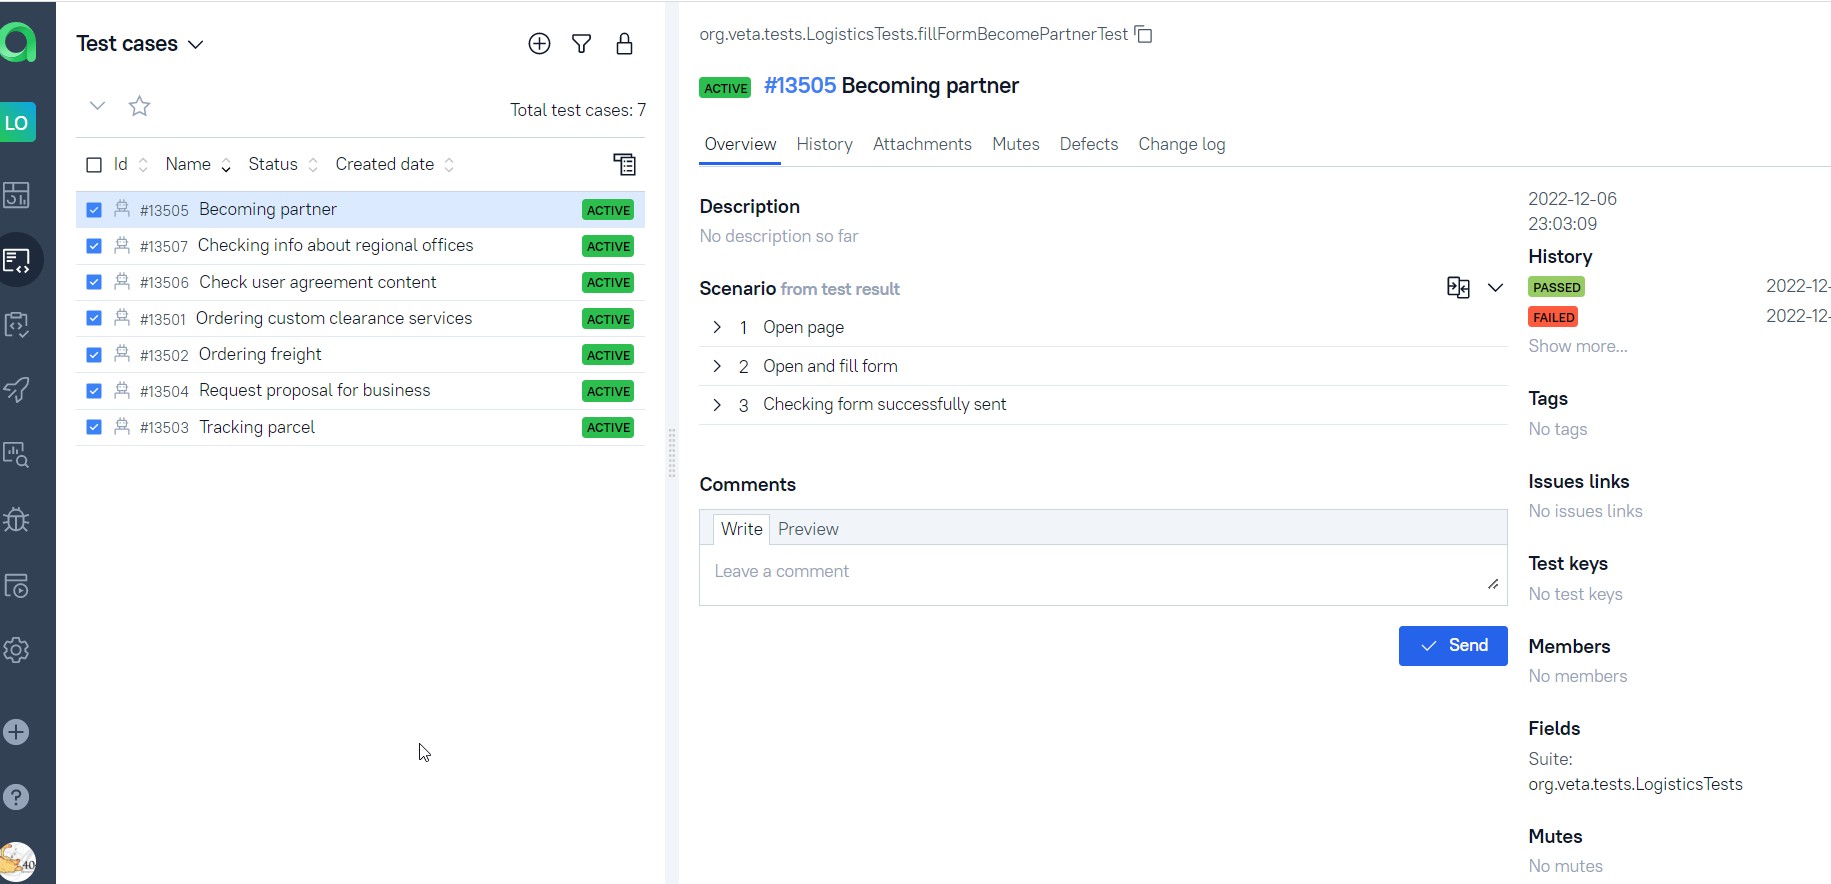 LO
40
Test cases
Total test cases: 7
Id Name Status Created date
#13505 Becoming partner ACTIVE
#13507 Checking info about regional offices ACTIVE
#13506 Check user agreement content ACTIVE
#13501 Ordering custom clearance services ACTIVE
#13502 Ordering freight ACTIVE
#13504 Request proposal for business ACTIVE
#13503 Tracking parcel ACTIVE
org.veta.tests.LogisticsTests.fillFormBecomePartnerTest
ACTIVE #13505 Becoming partner
Overview History Attachments Mutes Defects Change log
Description
No description so far
Scenario from test result
1 Open page
2 Open and fill form
3 Checking form successfully sent
Comments
Write Preview
Leave a comment
Send
2022-12-06
23:03:09
History
PASSED 2022-12-
FAILED 2022-12-
Show more...
Tags
No tags
Issues links
No issues links
Test keys
No test keys
Members
No members
Fields
Suite:
org.veta.tests.LogisticsTests
Mutes
No mutes